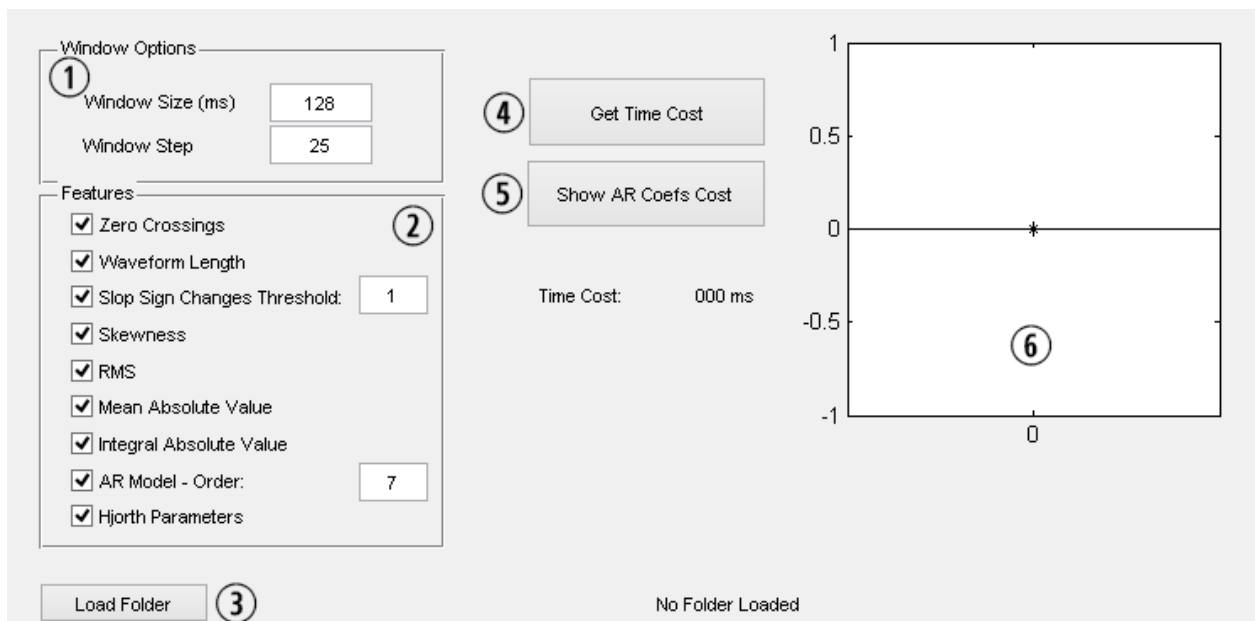 Window Options
1
Window Size (ms) 128
Window Step 25
Features
2
Zero Crossings
Waveform Length
Slop Sign Changes Threshold: 1
Skewness
RMS
Mean Absolute Value
Integral Absolute Value
AR Model - Order: 7
Hjorth Parameters
Load Folder 3
4 Get Time Cost
5 Show AR Coefs Cost
Time Cost: 000 ms
1
0.5
0
-0.5
-1
0
6
No Folder Loaded